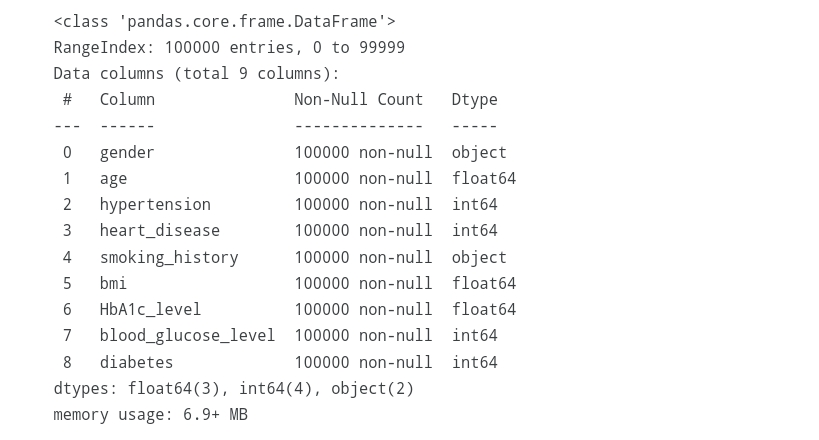 <class 'pandas.core.frame.DataFrame'>
RangeIndex: 100000 entries, 0 to 99999
Data columns (total 9 columns):
 #   Column               Non-Null Count   Dtype
---  ------               --------------   -----
 0   gender               100000 non-null  object
 1   age                  100000 non-null  float64
 2   hypertension         100000 non-null  int64
 3   heart_disease        100000 non-null  int64
 4   smoking_history      100000 non-null  object
 5   bmi                  100000 non-null  float64
 6   HbA1c_level          100000 non-null  float64
 7   blood_glucose_level  100000 non-null  int64
 8   diabetes             100000 non-null  int64
dtypes: float64(3), int64(4), object(2)
memory usage: 6.9+ MB